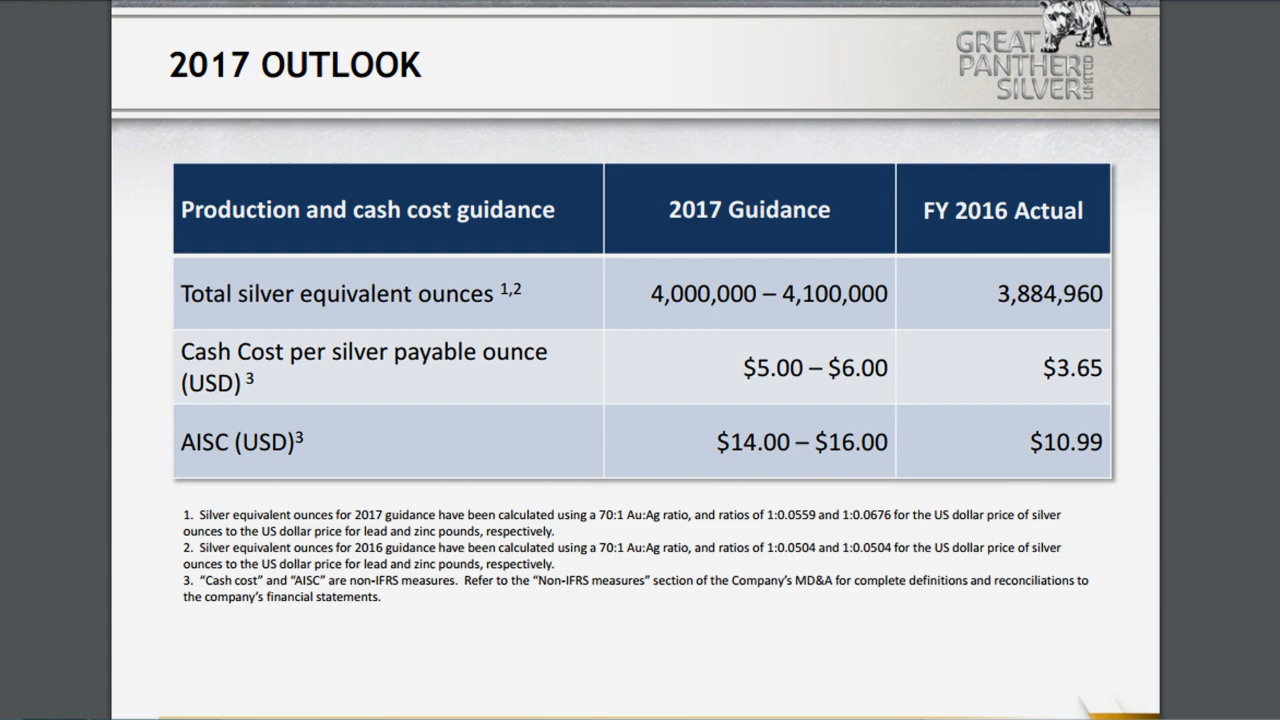 2017 OUTLOOK
GREAT
PANTHER
SILVER
LIMITED
Production and cash cost guidance
2017 Guidance
FY 2016 Actual
Total silver equivalent ounces 1,2
4,000,000 – 4,100,000
3,884,960
Cash Cost per silver payable ounce
(USD) 3
$5.00 – $6.00
$3.65
AISC (USD)3
$14.00 – $16.00
$10.99
1. Silver equivalent ounces for 2017 guidance have been calculated using a 70:1 Au:Ag ratio, and ratios of 1:0.0559 and 1:0.0676 for the US dollar price of silver
ounces to the US dollar price for lead and zinc pounds, respectively.
2. Silver equivalent ounces for 2016 guidance have been calculated using a 70:1 Au:Ag ratio, and ratios of 1:0.0504 and 1:0.0504 for the US dollar price of silver
ounces to the US dollar price for lead and zinc pounds, respectively.
3. “Cash cost” and “AISC” are non-IFRS measures. Refer to the “Non-IFRS measures” section of the Company’s MD&A for complete definitions and reconciliations to
the company’s financial statements.